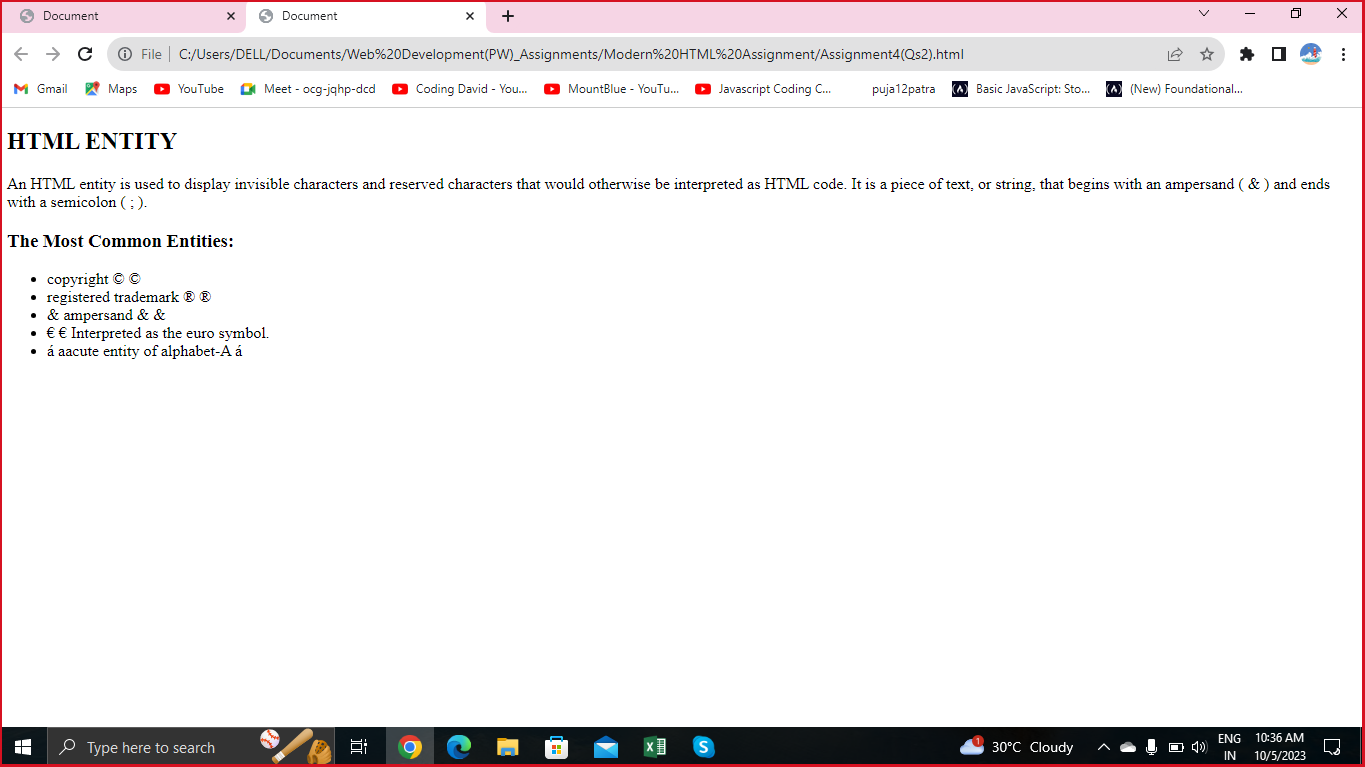 Document
Document
File
C:/Users/DELL/Documents/Web%20Development(PW)_Assignments/Modern%20HTML%20Assignment/Assignment4(Qs2).html
Gmail
Maps
YouTube
Meet - ocg-jqhp-dcd
Coding David - You...
MountBlue - YouTu...
Javascript Coding C...
puja12patra
(A) Basic JavaScript: Sto...
(A) (New) Foundational...
HTML ENTITY
An HTML entity is used to display invisible characters and reserved characters that would otherwise be interpreted as HTML code. It is a piece of text, or string, that begins with an ampersand ( & ) and ends
with a semicolon ( ; ).
The Most Common Entities:
• copyright © ©
• registered trademark ® ®
• & ampersand & &
• € € Interpreted as the euro symbol.
• á aacute entity of alphabet-A á
Type here to search
1
30°C Cloudy
ENG
IN
10:36 AM
10/5/2023